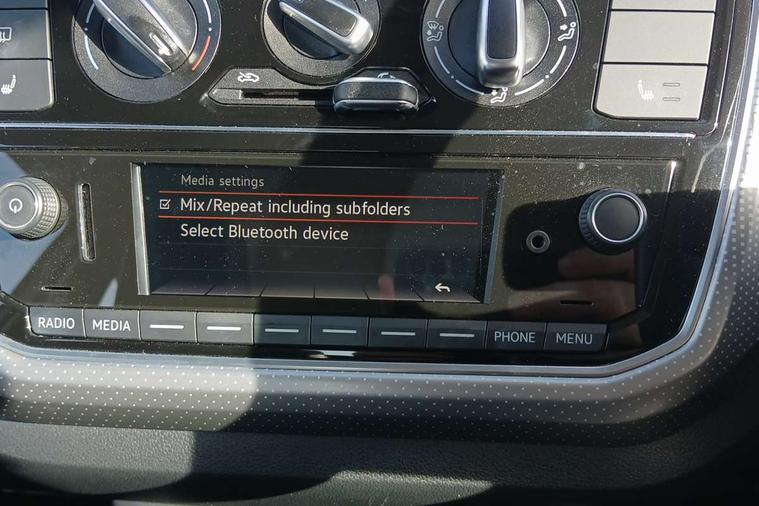 Media settings
Mix/Repeat including subfolders
Select Bluetooth device
RADIO
MEDIA
PHONE
MENU